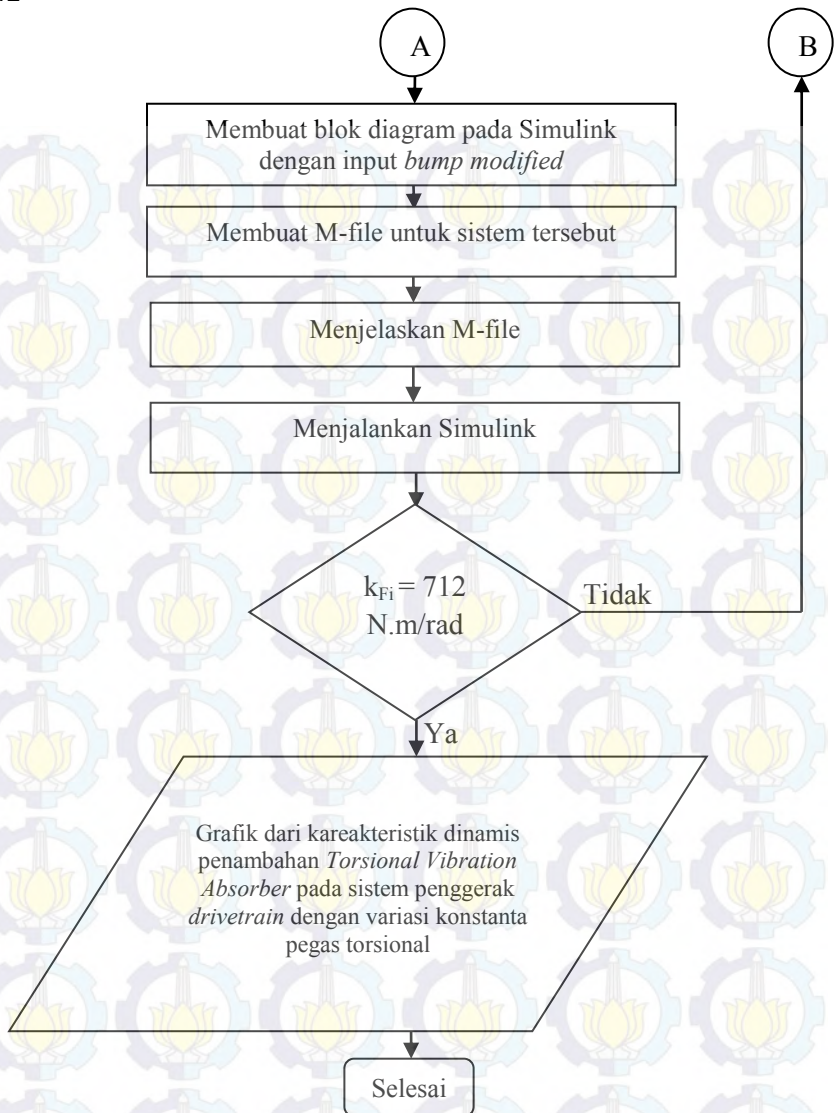 A
B
Membuat blok diagram pada Simulink
dengan input bump modified
Membuat M-file untuk sistem tersebut
Menjelaskan M-file
Menjalankan Simulink
kFi = 712
N.m/rad
Tidak
Ya
Grafik dari kareakteristik dinamis
penambahan Torsional Vibration
Absorber pada sistem penggerak
drivetrain dengan variasi konstanta
pegas torsional
Selesai